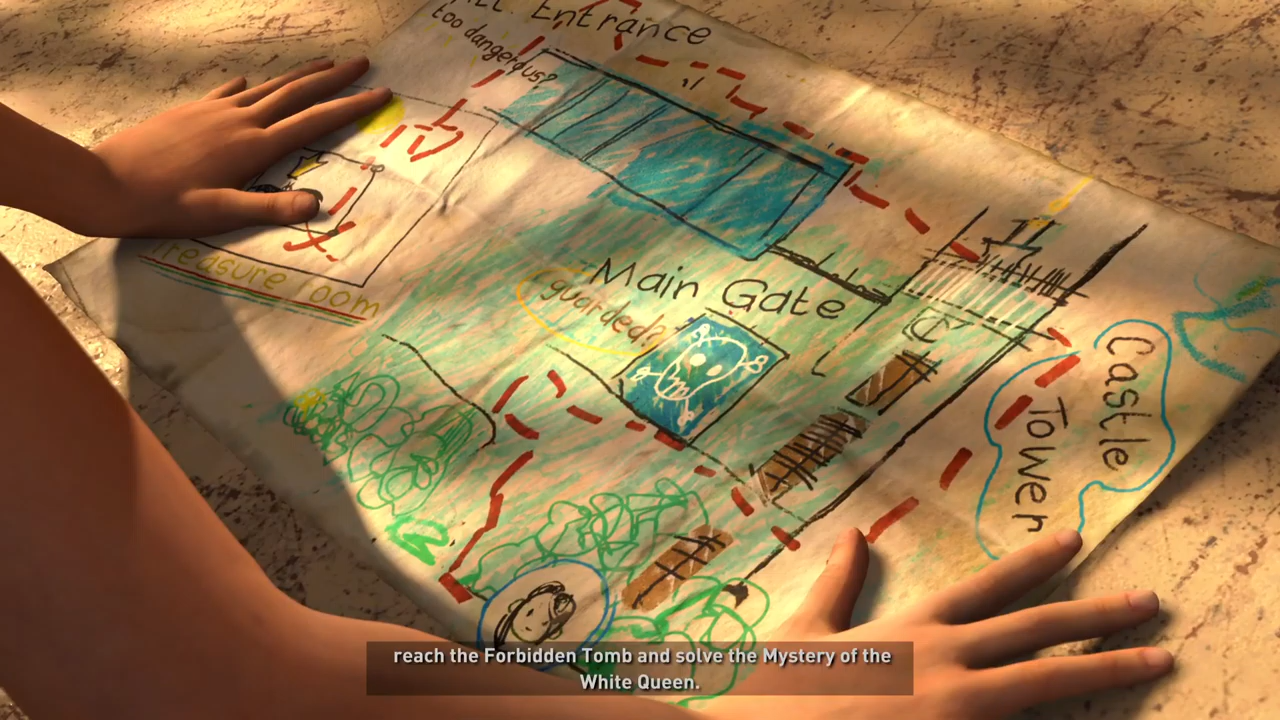 Entrance
too dangerous?
Treasure room
Main Gate
guarded!
Castle
Tower
reach the Forbidden Tomb and solve the Mystery of the
White Queen.